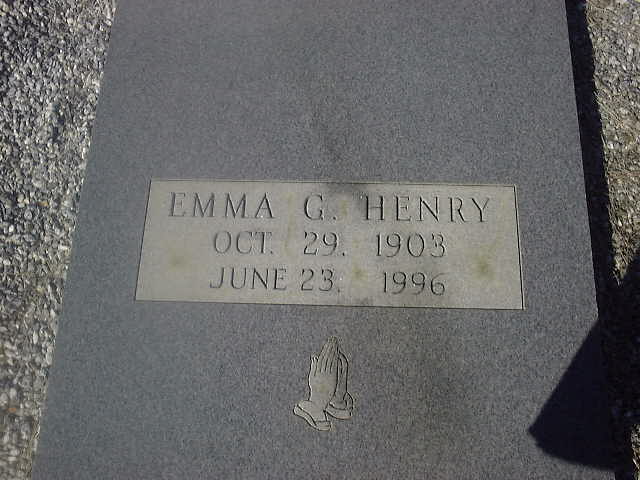 EMMA G. HENRY
OCT. 29, 1903
JUNE 23, 1996